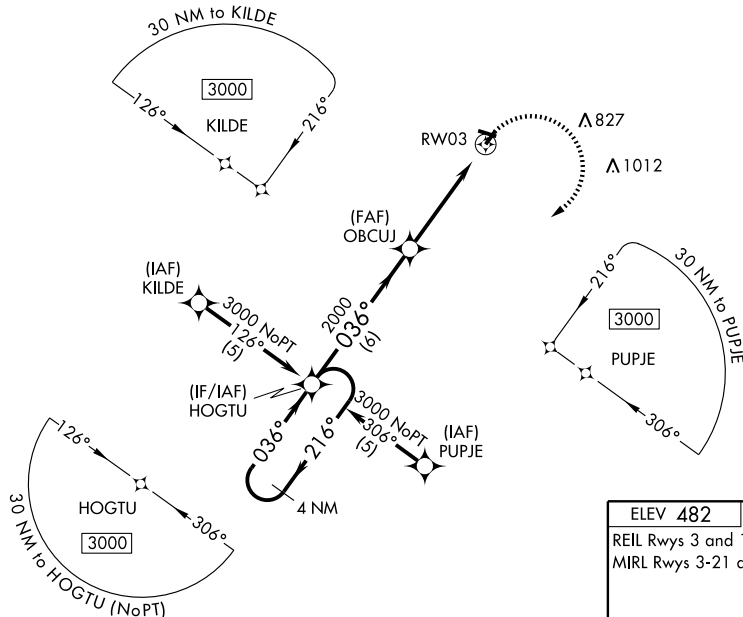 30 NM to KILDE
3000
126°
216°
KILDE
827
RW03
1012
(FAF)
OBCUJ
(IAF)
KILDE
3000 NoPT
126°
(5)
2000
036°
(6)
30 NM to PUPJE
216°
3000
PUPJE
306°
(IF/IAF)
HOGTU
3000 NoPT
306°
(5)
(IAF)
PUPJE
036°
216°
4 NM
126°
HOGTU
306°
3000
30 NM to HOGTU (NoPT)
ELEV 482
REIL Rwys 3 and
MIRL Rwys 3-21